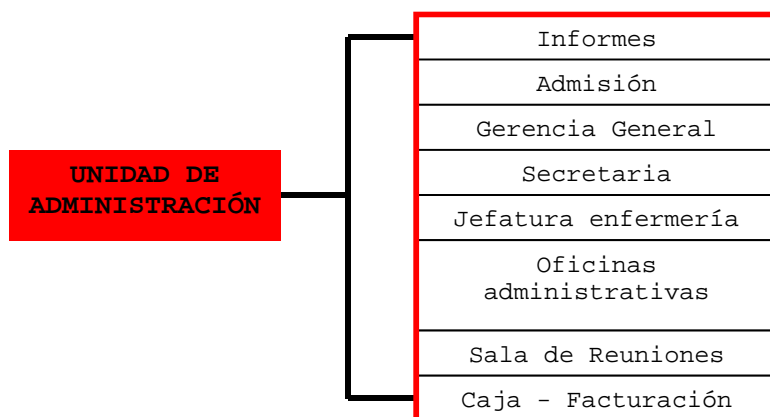 UNIDAD DE
ADMINISTRACIÓN
Informes
Admisión
Gerencia General
Secretaria
Jefatura enfermería
Oficinas
administrativas
Sala de Reuniones
Caja - Facturación